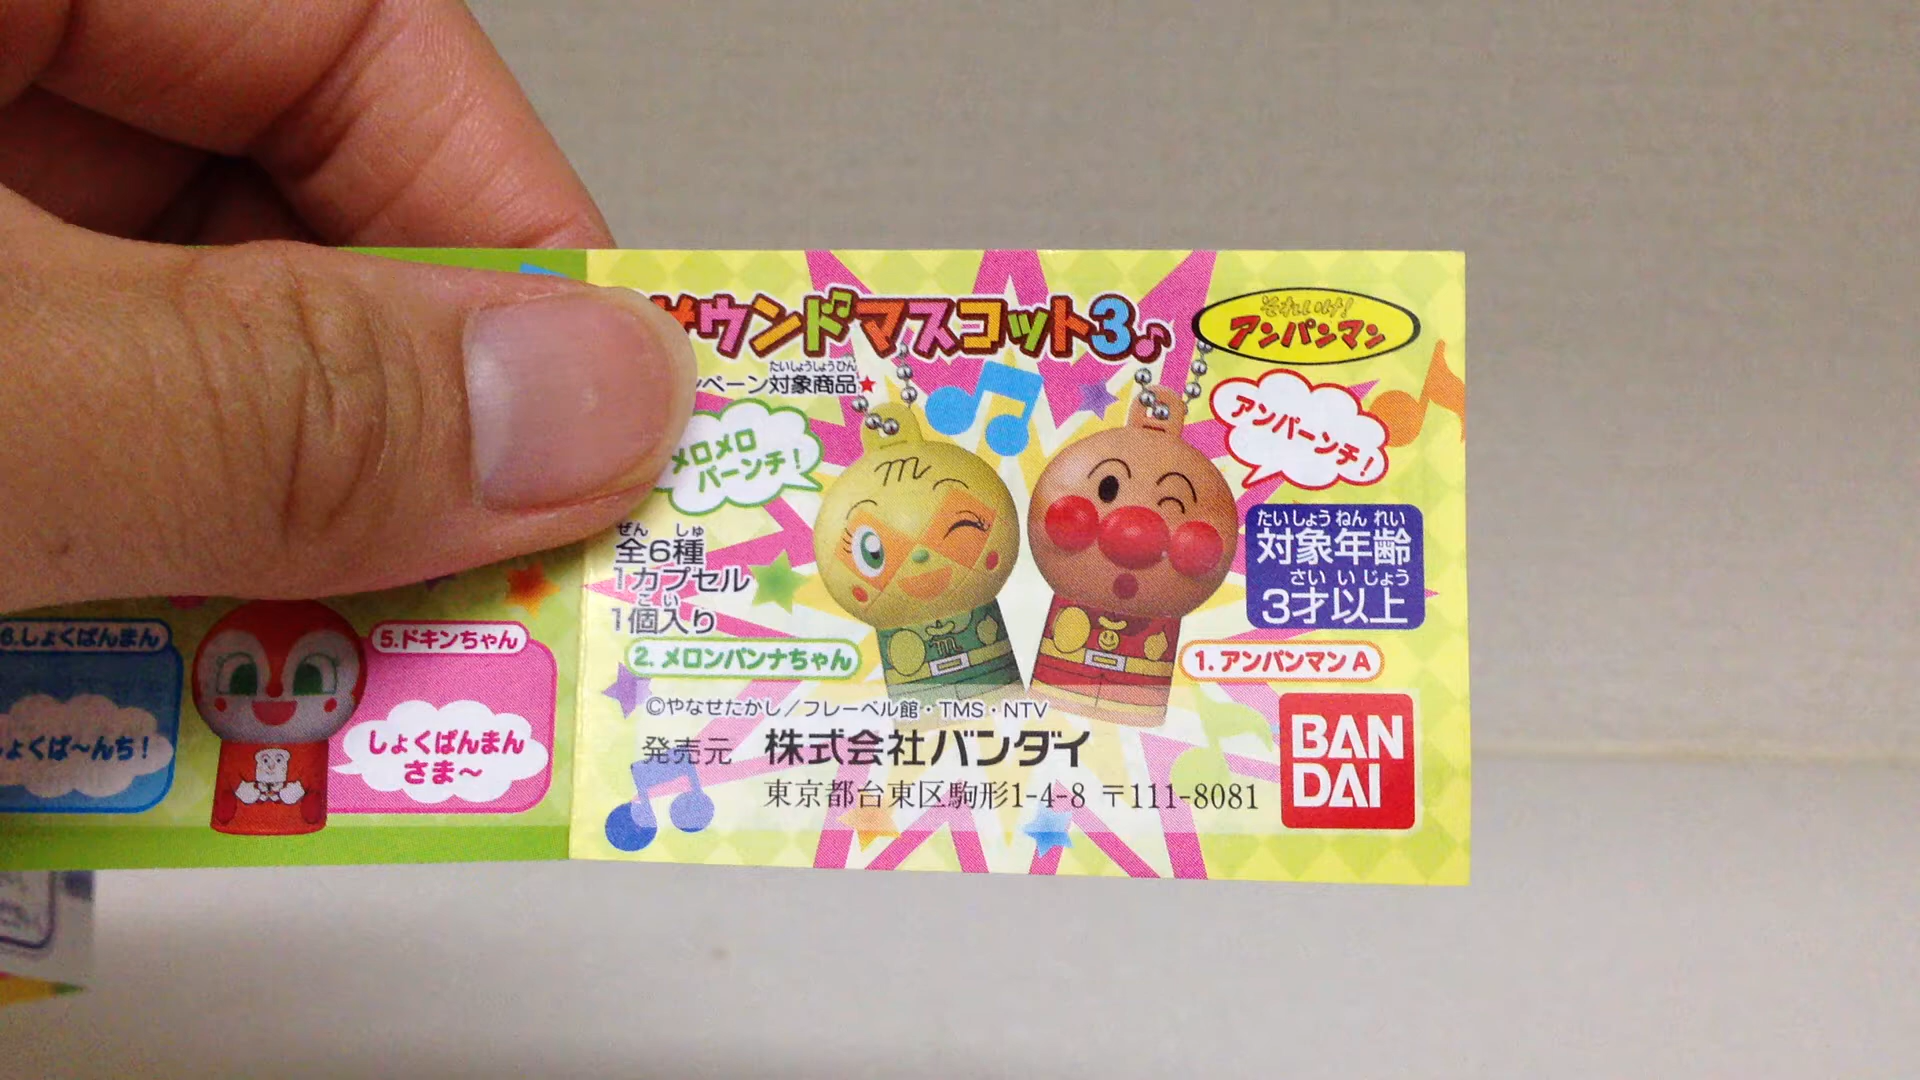 サウンドマスコット3
それいけ!
アンパンマン
たいしょうしょうひん
ペーン対象商品★
メロメロ
パーンチ!
アンパーンチ!
ぜん しゅ
全6種
1カプセル
こ い
1個入り
たいしょう ねん れい
対象年齢
さい い じょう
3才以上
2.メロンパンナちゃん
1.アンパンマンA
©やなせたかし/フレーベル館・TMS・NTV
発売元 株式会社バンダイ
東京都台東区駒形1-4-8 〒111-8081
BAN
DAI
6.しょくぱんまん
しょくぱ〜んち!
5.ドキンちゃん
しょくぱんまん
さま〜